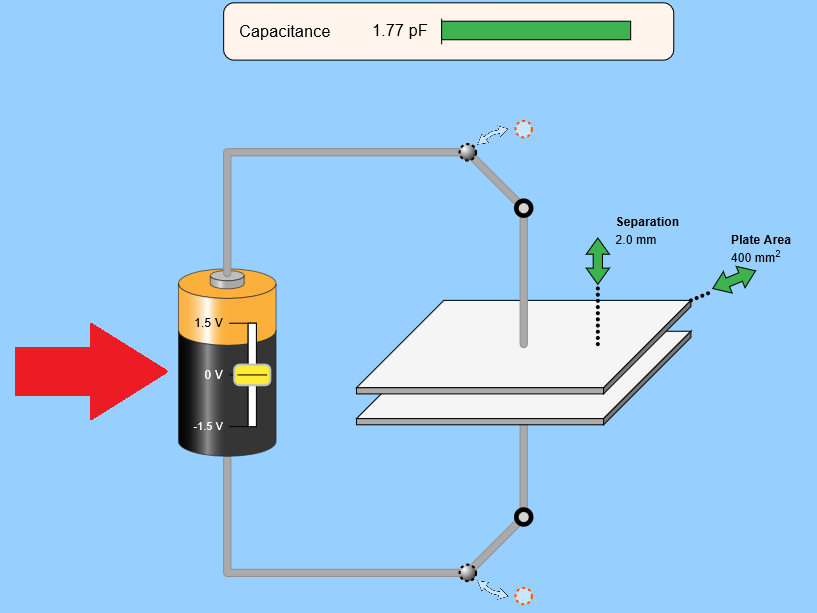 Capacitance 1.77 pF
Separation
2.0 mm
Plate Area
400 mm²
1.5 V
0 V
-1.5 V